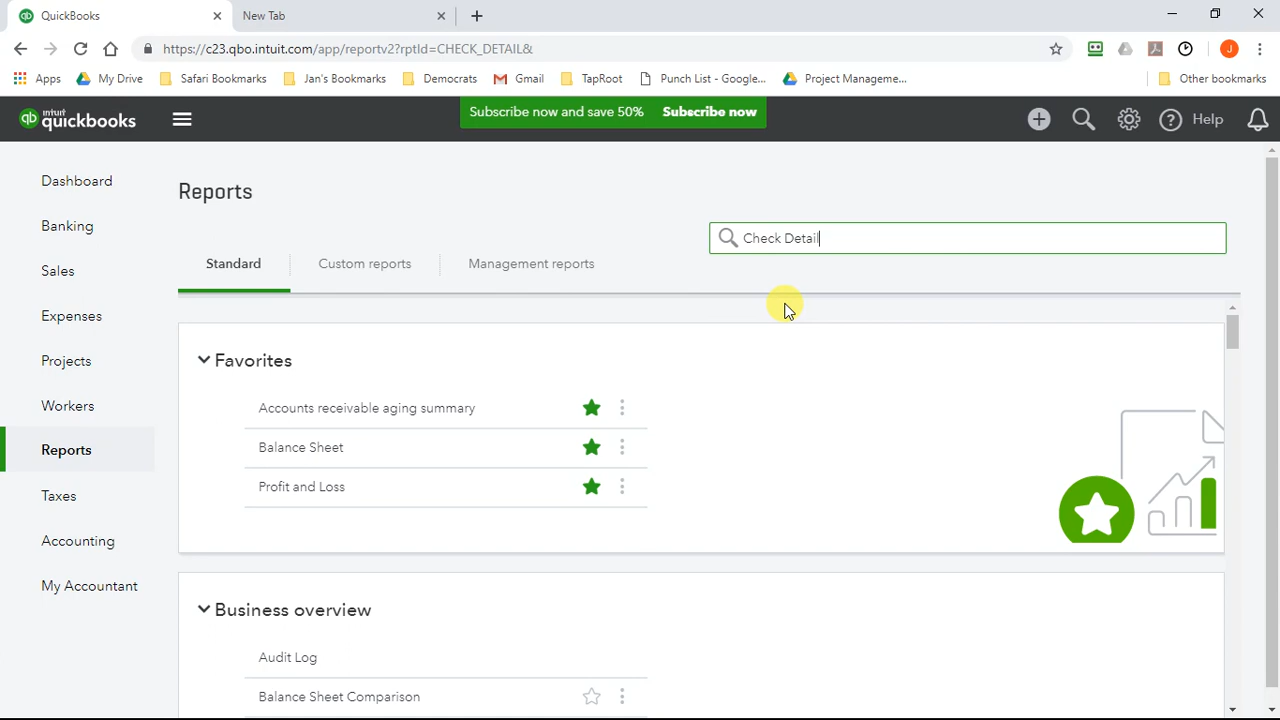 QuickBooks
New Tab
https://c23.qbo.intuit.com/app/reportv2?rptId=CHECK_DETAIL&
Apps
My Drive
Safari Bookmarks
Jan's Bookmarks
Democrats
Gmail
TapRoot
Punch List - Google...
Project Manageme...
Other bookmarks
qb intuit quickbooks
Subscribe now and save 50% Subscribe now
Help
J
Dashboard
Banking
Sales
Expenses
Projects
Workers
Reports
Taxes
Accounting
My Accountant
Reports
Check Detail
Standard
Custom reports
Management reports
Favorites
Accounts receivable aging summary
Balance Sheet
Profit and Loss
Business overview
Audit Log
Balance Sheet Comparison